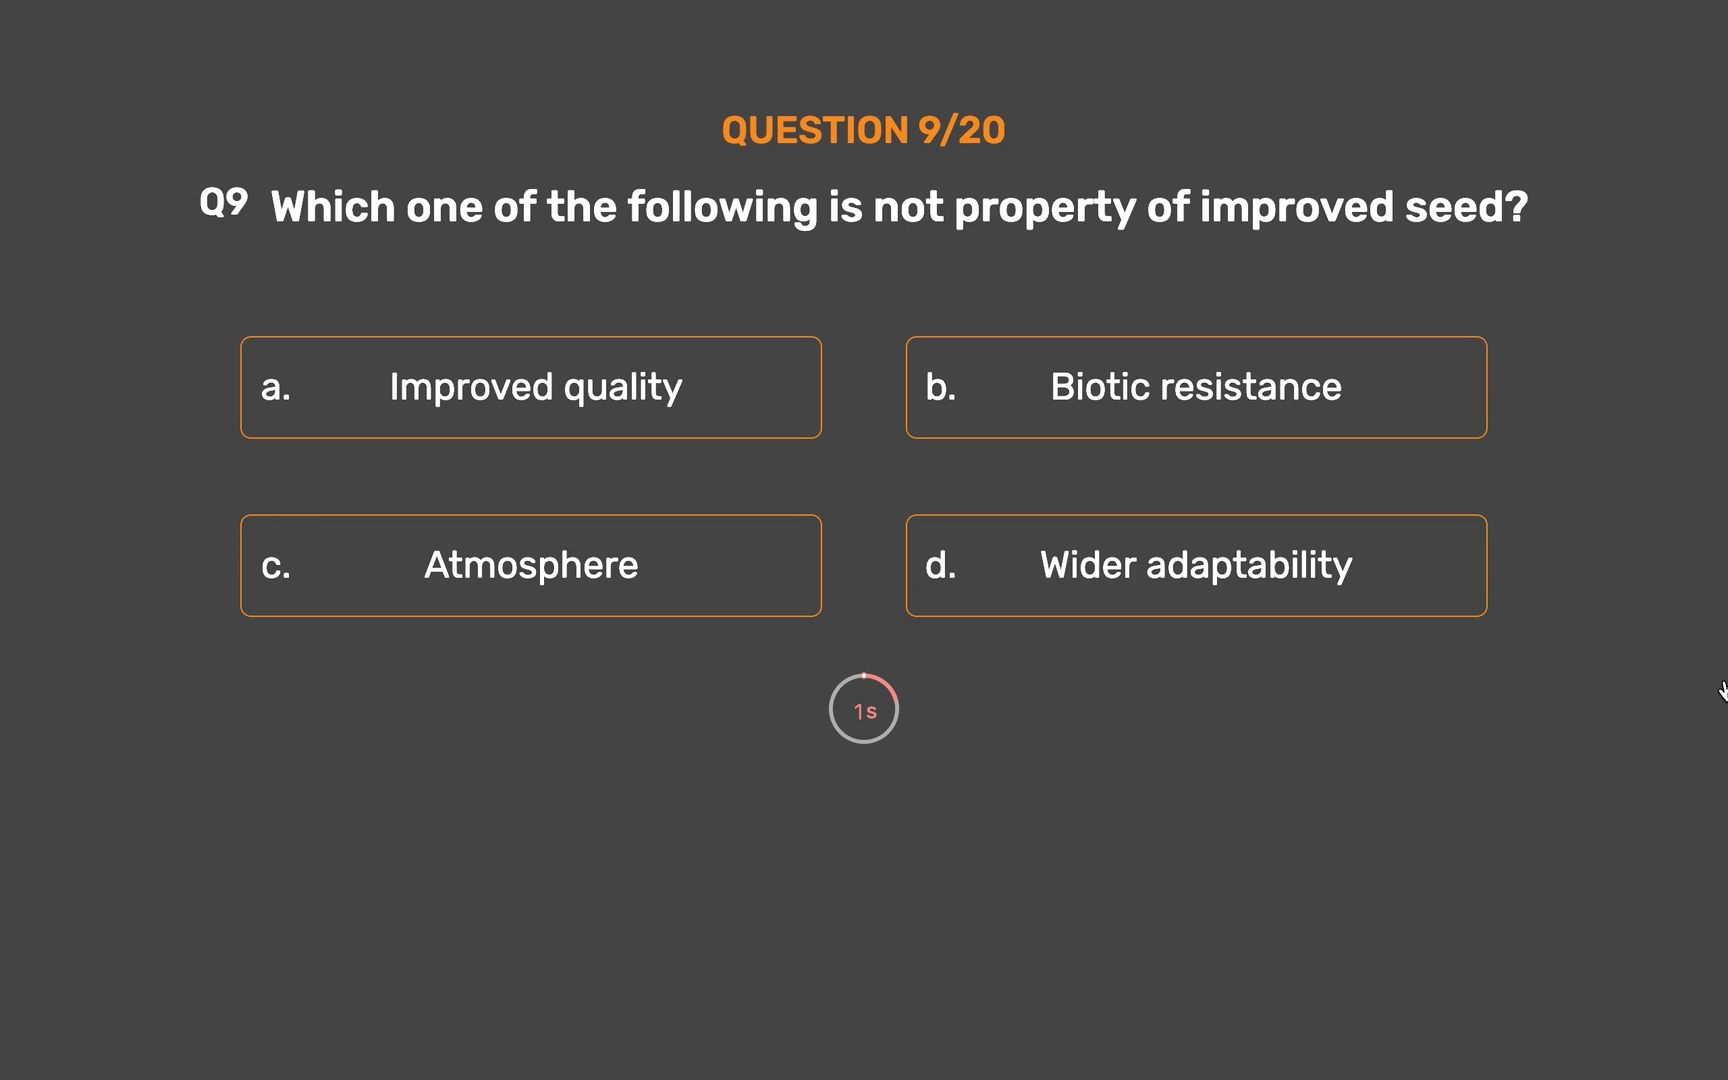 QUESTION 9/20
Q9 Which one of the following is not property of improved seed?
a. Improved quality
b. Biotic resistance
c. Atmosphere
d. Wider adaptability
1s